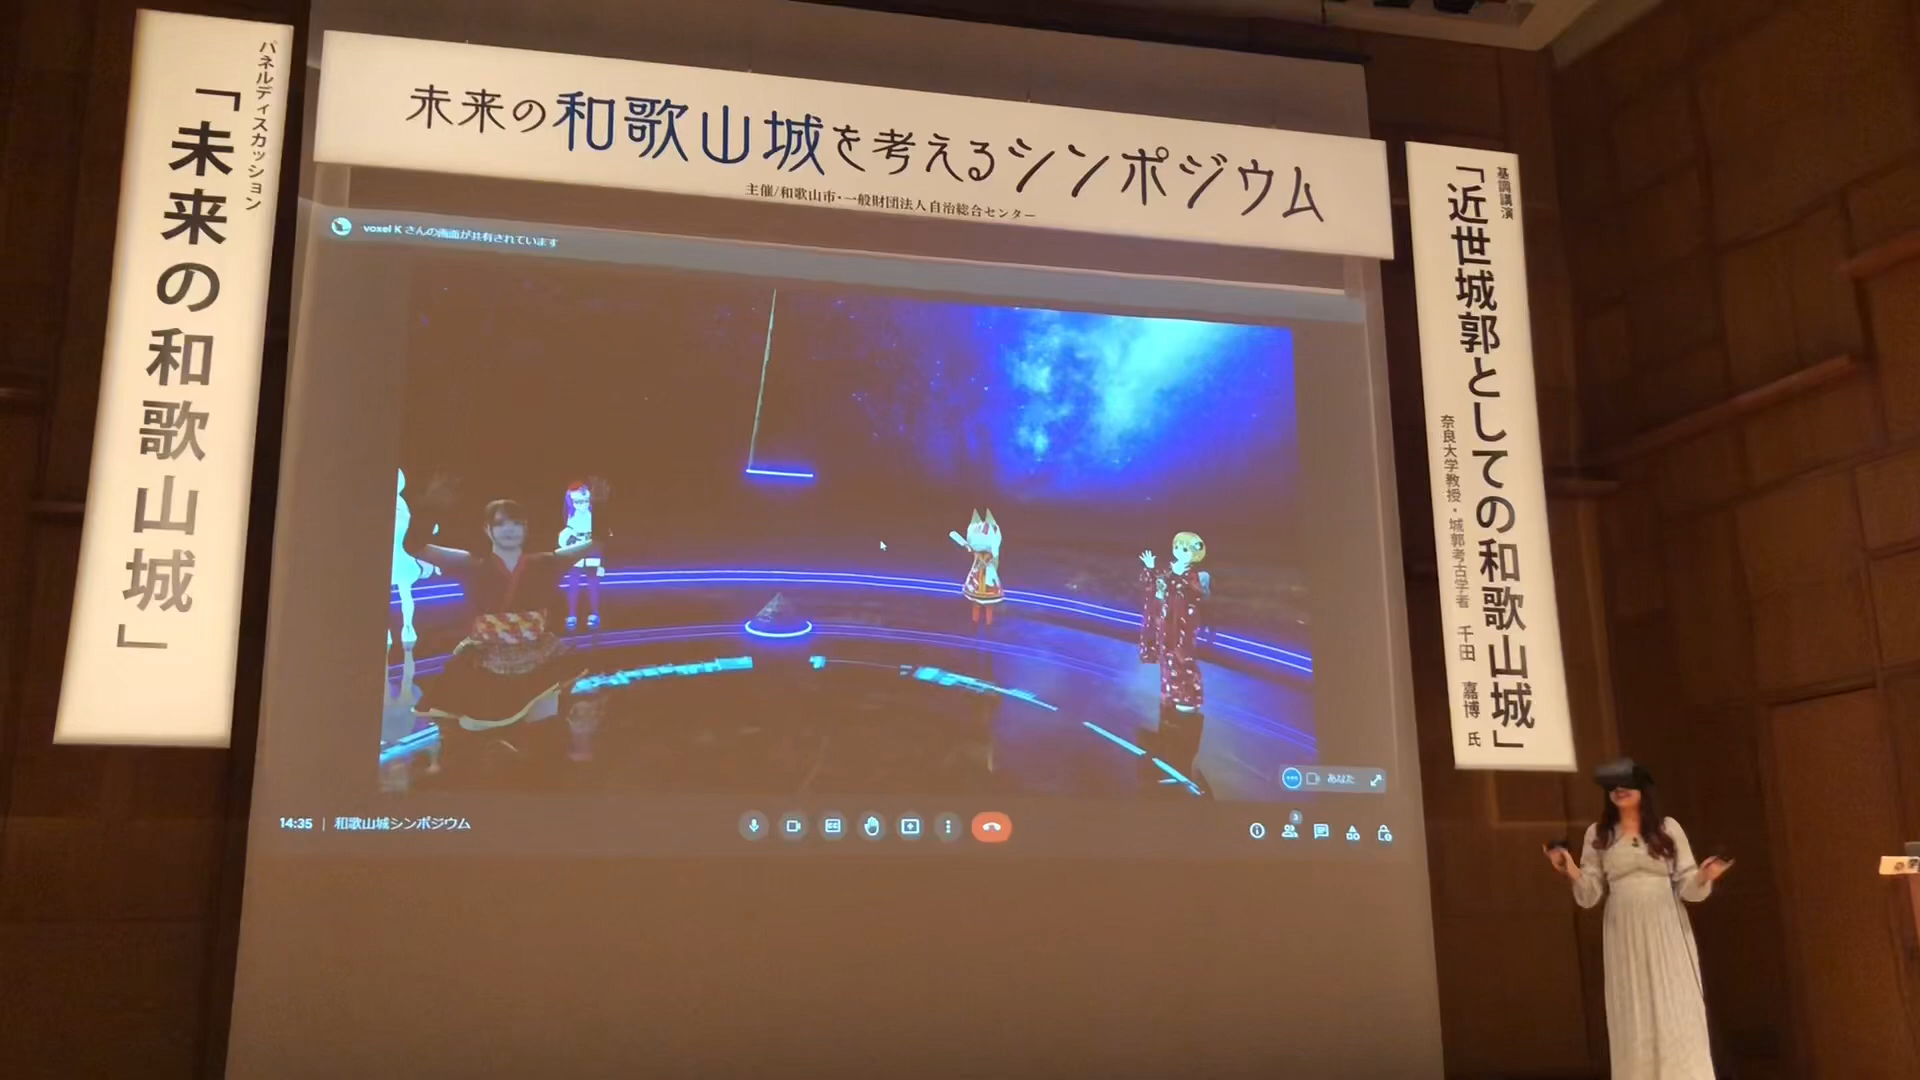 パネルディスカッション
「未来の和歌山城」
未来の和歌山城を考えるシンポジウム
主催/和歌山市・一般財団法人自治総合センター
基調講演
「近世城郭としての和歌山城」
奈良大学教授・城郭考古学者 千田 嘉博 氏
voxel K さんの画面が共有されています
あなた
14:35 | 和歌山城シンポジウム
3